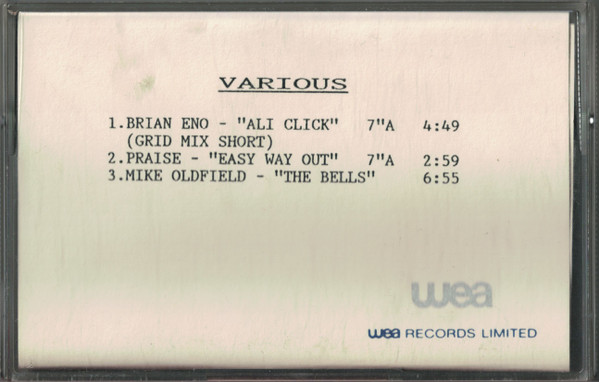 VARIOUS
1.BRIAN ENO - "ALI CLICK" 7"A 4:49
(GRID MIX SHORT)
2.PRAISE - "EASY WAY OUT" 7"A 2:59
3.MIKE OLDFIELD - "THE BELLS" 6:55
wea
wea RECORDS LIMITED